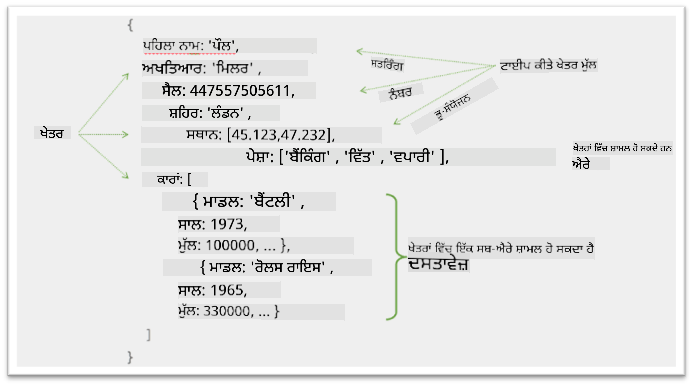 {
ਪਹਿਲਾ ਨਾਮ: 'ਪੌਲ',
ਸਤਰਿੰਗ
ਟਾਈਪ ਕੀਤੇ ਖੇਤਰ ਮੁੱਲ
ਅਖਤਿਆਰ: 'ਮਿਲਰ' ,
ਸੈਲ: 447557505611,
ਨੰਬਰ
ਸ਼ਹਿਰ: 'ਲੰਡਨ' ,
ਭੂ-ਸੰਯੋਜਨ
ਖੇਤਰ
ਸਥਾਨ: [45.123,47.232],
ਪੇਸ਼ਾ: ['ਬੈਂਕਿੰਗ' , 'ਵਿੱਤ' , 'ਵਪਾਰੀ' ],
ਖੇਤਰਾਂ ਵਿੱਚ ਸ਼ਾਮਲ ਹੋ ਸਕਦੇ ਹਨ
ਐਰੇ
ਕਾਰਾਂ: [
{ ਮਾਡਲ: 'ਬੈਂਟਲੀ' ,
ਸਾਲ: 1973,
ਮੁੱਲ: 100000, ... },
ਖੇਤਰਾਂ ਵਿੱਚ ਇੱਕ ਸਬ-ਐਰੇ ਸ਼ਾਮਲ ਹੋ ਸਕਦਾ ਹੈ
ਦਸਤਾਵੇਜ਼
{ ਮਾਡਲ: 'ਰੋਲਸ ਰਾਇਸ' ,
ਸਾਲ: 1965,
ਮੁੱਲ: 330000, ... }
]
}